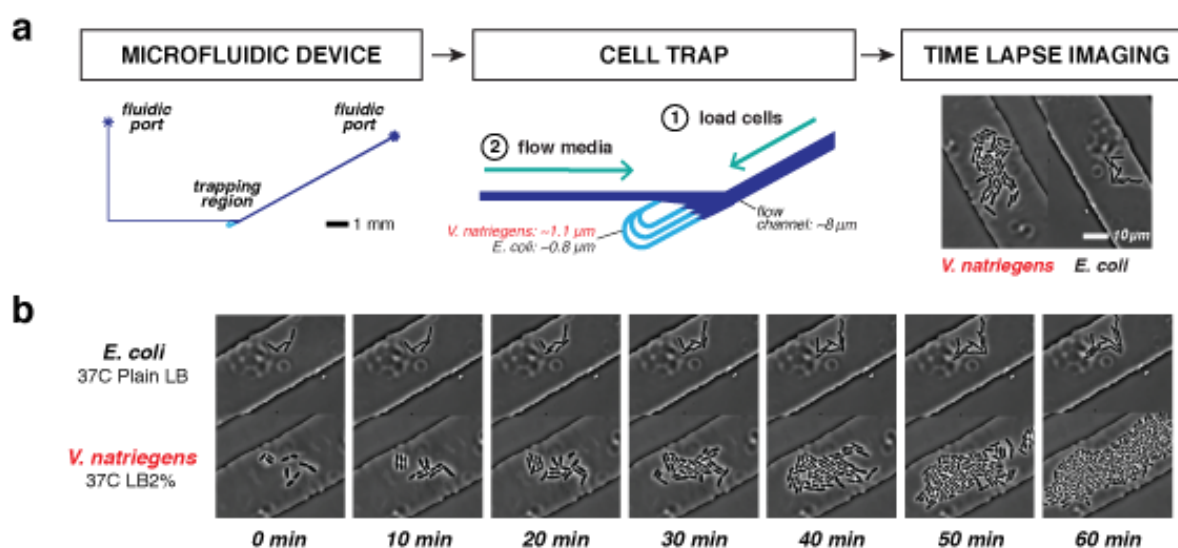 a
MICROFLUIDIC DEVICE
CELL TRAP
TIME LAPSE IMAGING
fluidic
port
fluidic
port
trapping
region
1 mm
1 load cells
2 flow media
V. natriegens: ~1.1 µm
E. coli: ~0.8 µm
flow
channel: ~8 µm
10 µm
V. natriegens E. coli
b
E. coli
37C Plain LB
V. natriegens
37C LB2%
0 min 10 min 20 min 30 min 40 min 50 min 60 min